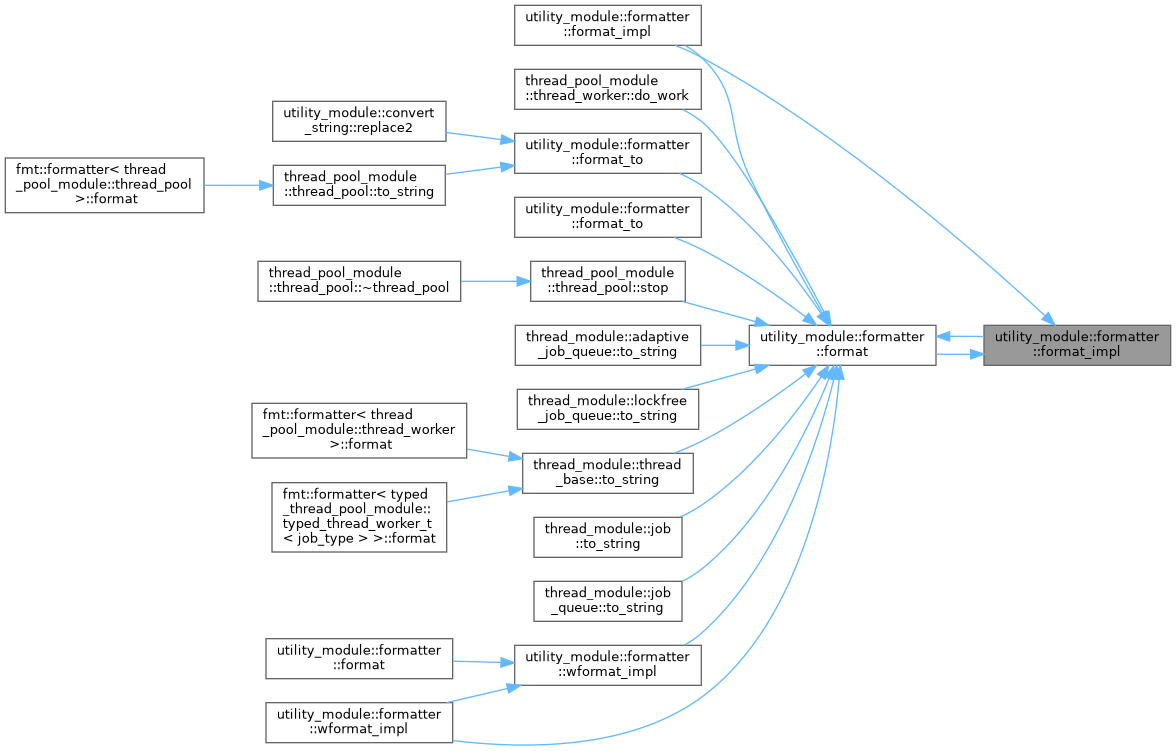 utility_module::formatter
::format_impl
thread_pool_module
::thread_worker::do_work
utility_module::convert
_string::replace2
utility_module::formatter
::format_to
fmt::formatter< thread
_pool_module::thread_pool
>::format
thread_pool_module
::thread_pool::to_string
utility_module::formatter
::format_to
thread_pool_module
::thread_pool::~thread_pool
thread_pool_module
::thread_pool::stop
thread_module::adaptive
_job_queue::to_string
utility_module::formatter
::format
utility_module::formatter
::format_impl
thread_module::lockfree
_job_queue::to_string
fmt::formatter< thread
_pool_module::thread_worker
>::format
thread_module::thread
_base::to_string
fmt::formatter< typed
_thread_pool_module::
typed_thread_worker_t
< job_type > >::format
thread_module::job
::to_string
thread_module::job
_queue::to_string
utility_module::formatter
::format
utility_module::formatter
::wformat_impl
utility_module::formatter
::wformat_impl